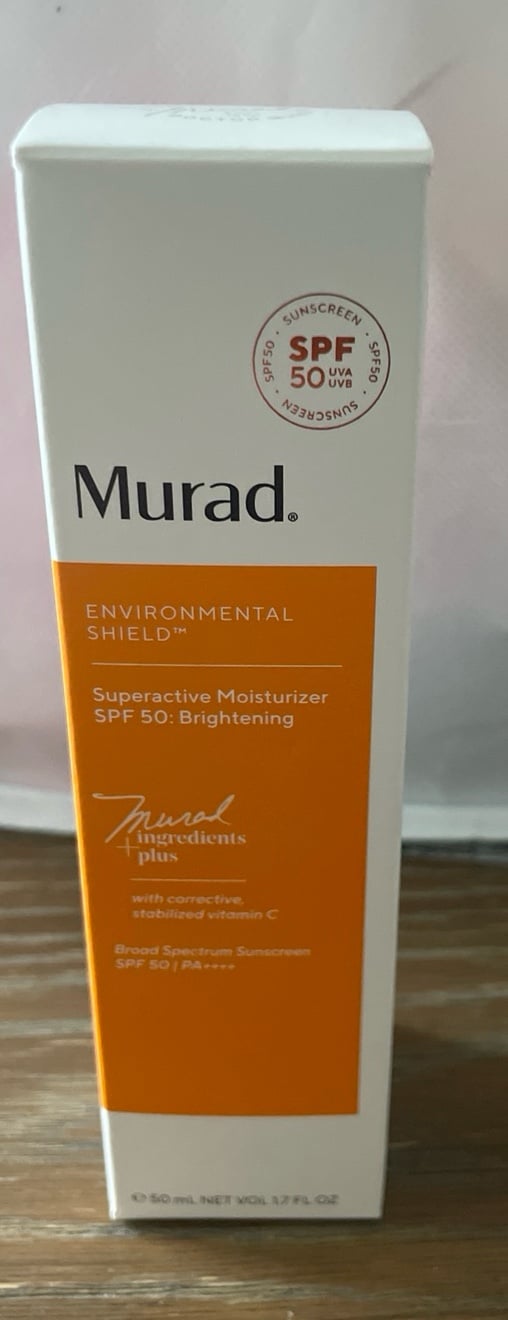 SUNSCREEN · SPF50 · SUNSCREEN · SPF50 ·
SPF
50 UVA
UVB
Murad®
ENVIRONMENTAL
SHIELD™
Superactive Moisturizer
SPF 50: Brightening
Murad
+ ingredients
plus
with corrective,
stabilized vitamin C
Broad Spectrum Sunscreen
SPF 50 | PA++++
℮ 50 mL NET VOL 1.7 FL OZ